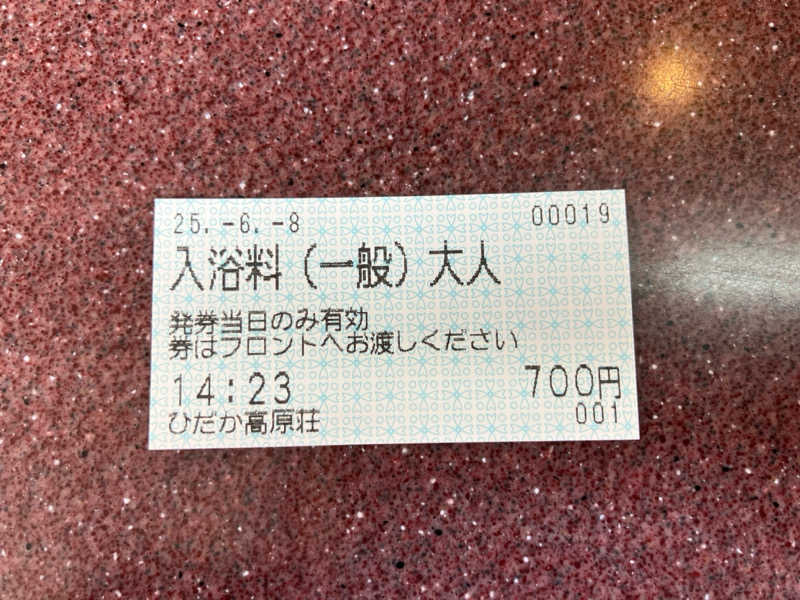 25.-6.-8 00019
入浴料(一般)大人
発券当日のみ有効
券はフロントへお渡しください
14:23 700円
ひだか高原荘 001